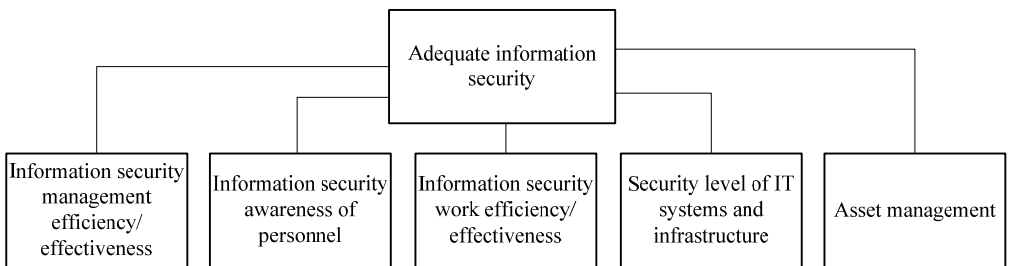 Adequate information
security
Information security
management
efficiency/
effectiveness
Information security
awareness of
personnel
Information security
work efficiency/
effectiveness
Security level of IT
systems and
infrastructure
Asset management